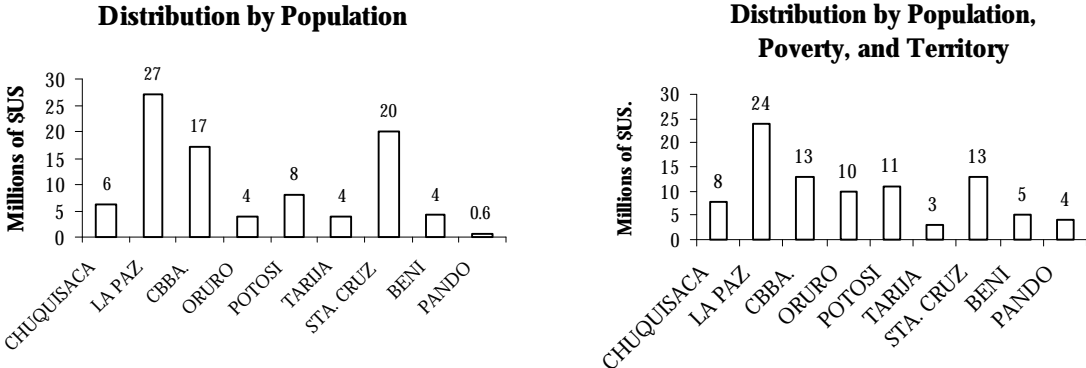 Distribution by Population
Millions of $US
30
25
20
15
10
5
0
6
27
17
4
8
4
20
4
0.6
CHUQUISACA
LA PAZ
CBBA.
ORURO
POTOSI
TARIJA
STA. CRUZ
BENI
PANDO
Distribution by Population,
Poverty, and Territory
Millions of $US.
30
25
20
15
10
5
0
8
24
13
10
11
3
13
5
4
CHUQUISACA
LA PAZ
CBBA.
ORURO
POTOSI
TARIJA
STA. CRUZ
BENI
PANDO